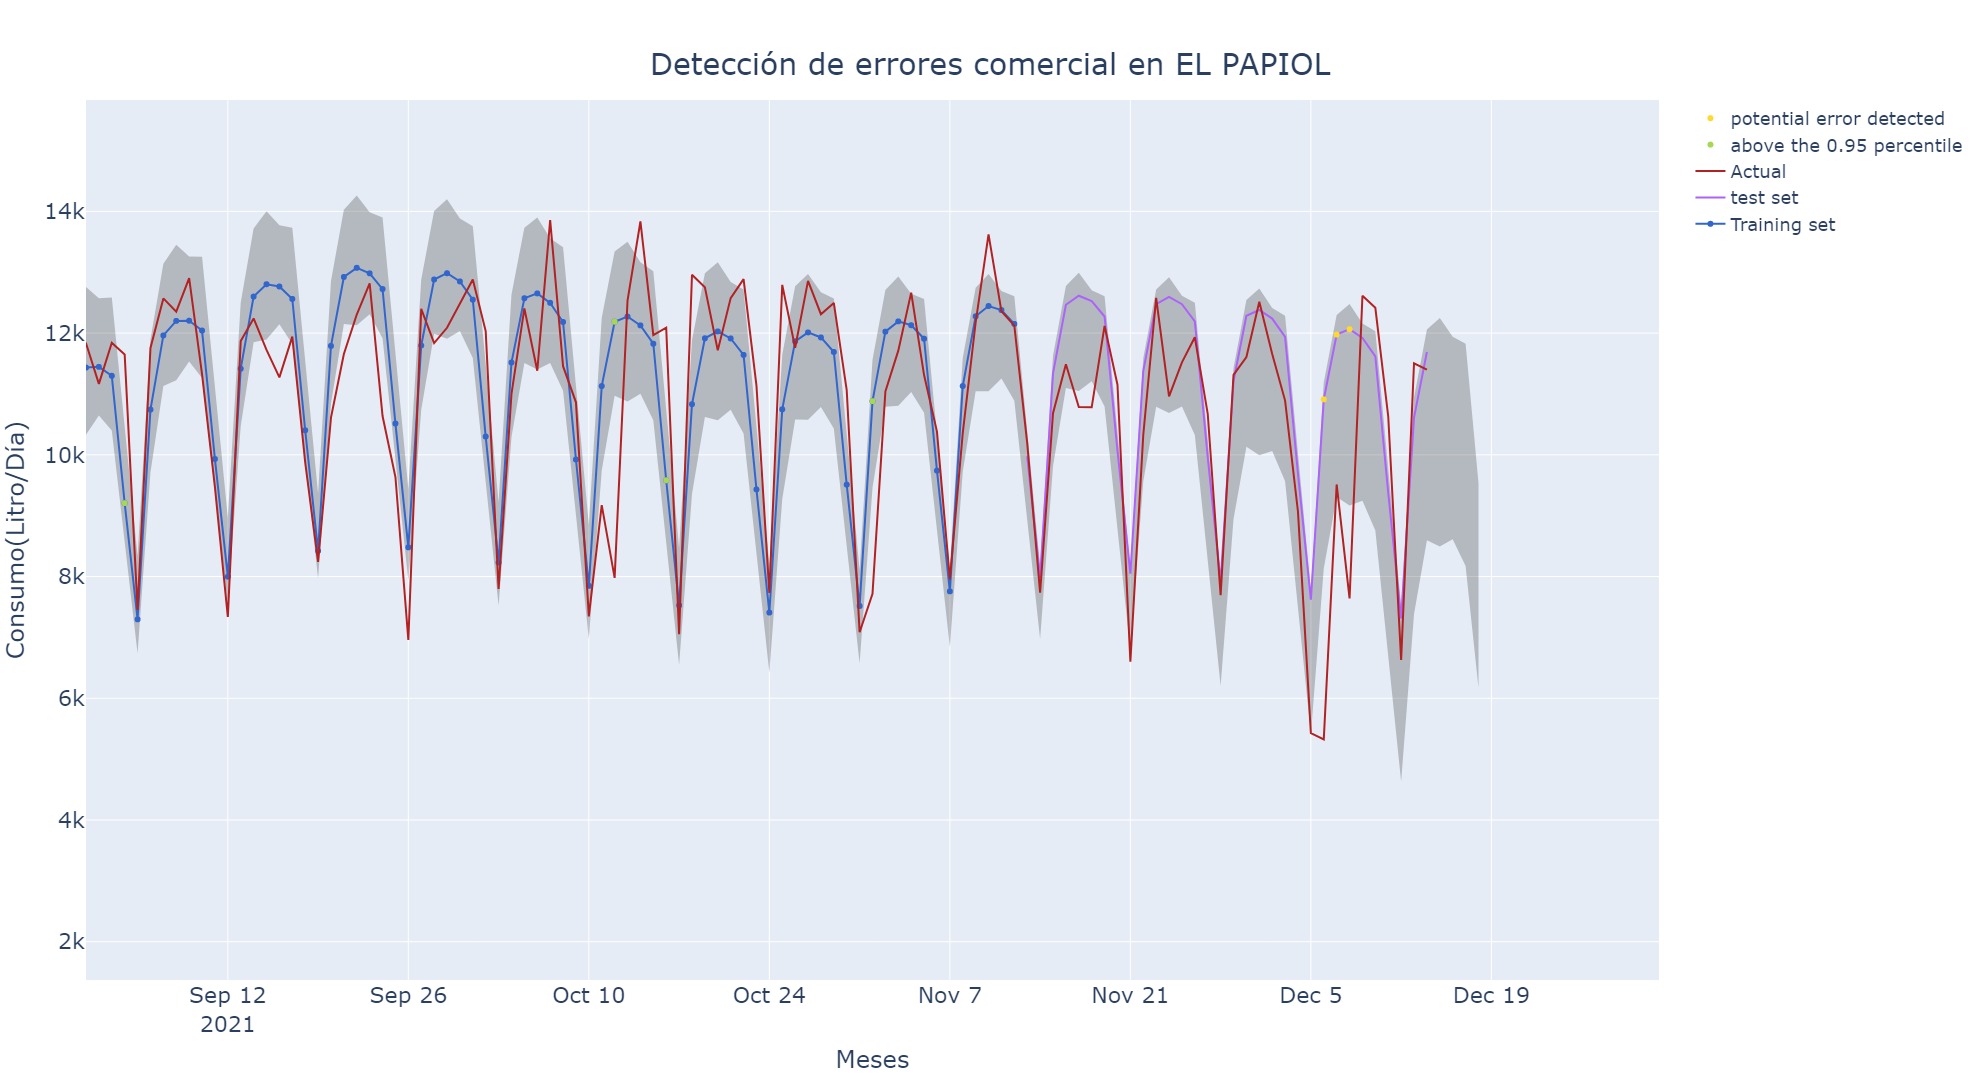 Detección de errores comercial en EL PAPIOL
potential error detected
above the 0.95 percentile
Actual
test set
Training set
Consumo(Litro/Día)
14k
12k
10k
8k
6k
4k
2k
Sep 12
2021
Sep 26
Oct 10
Oct 24
Nov 7
Nov 21
Dec 5
Dec 19
Meses